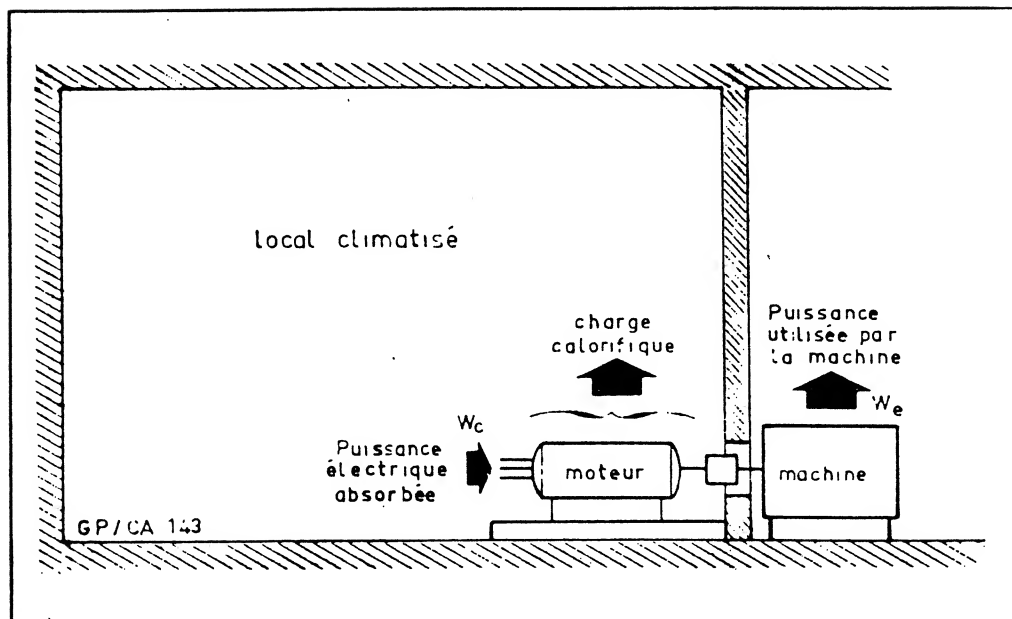 local climatisé
charge
calorifique
Puissance
utilisée par
la machine
We
Wc
Puissance
électrique
absorbée
moteur
machine
GP/CA 143